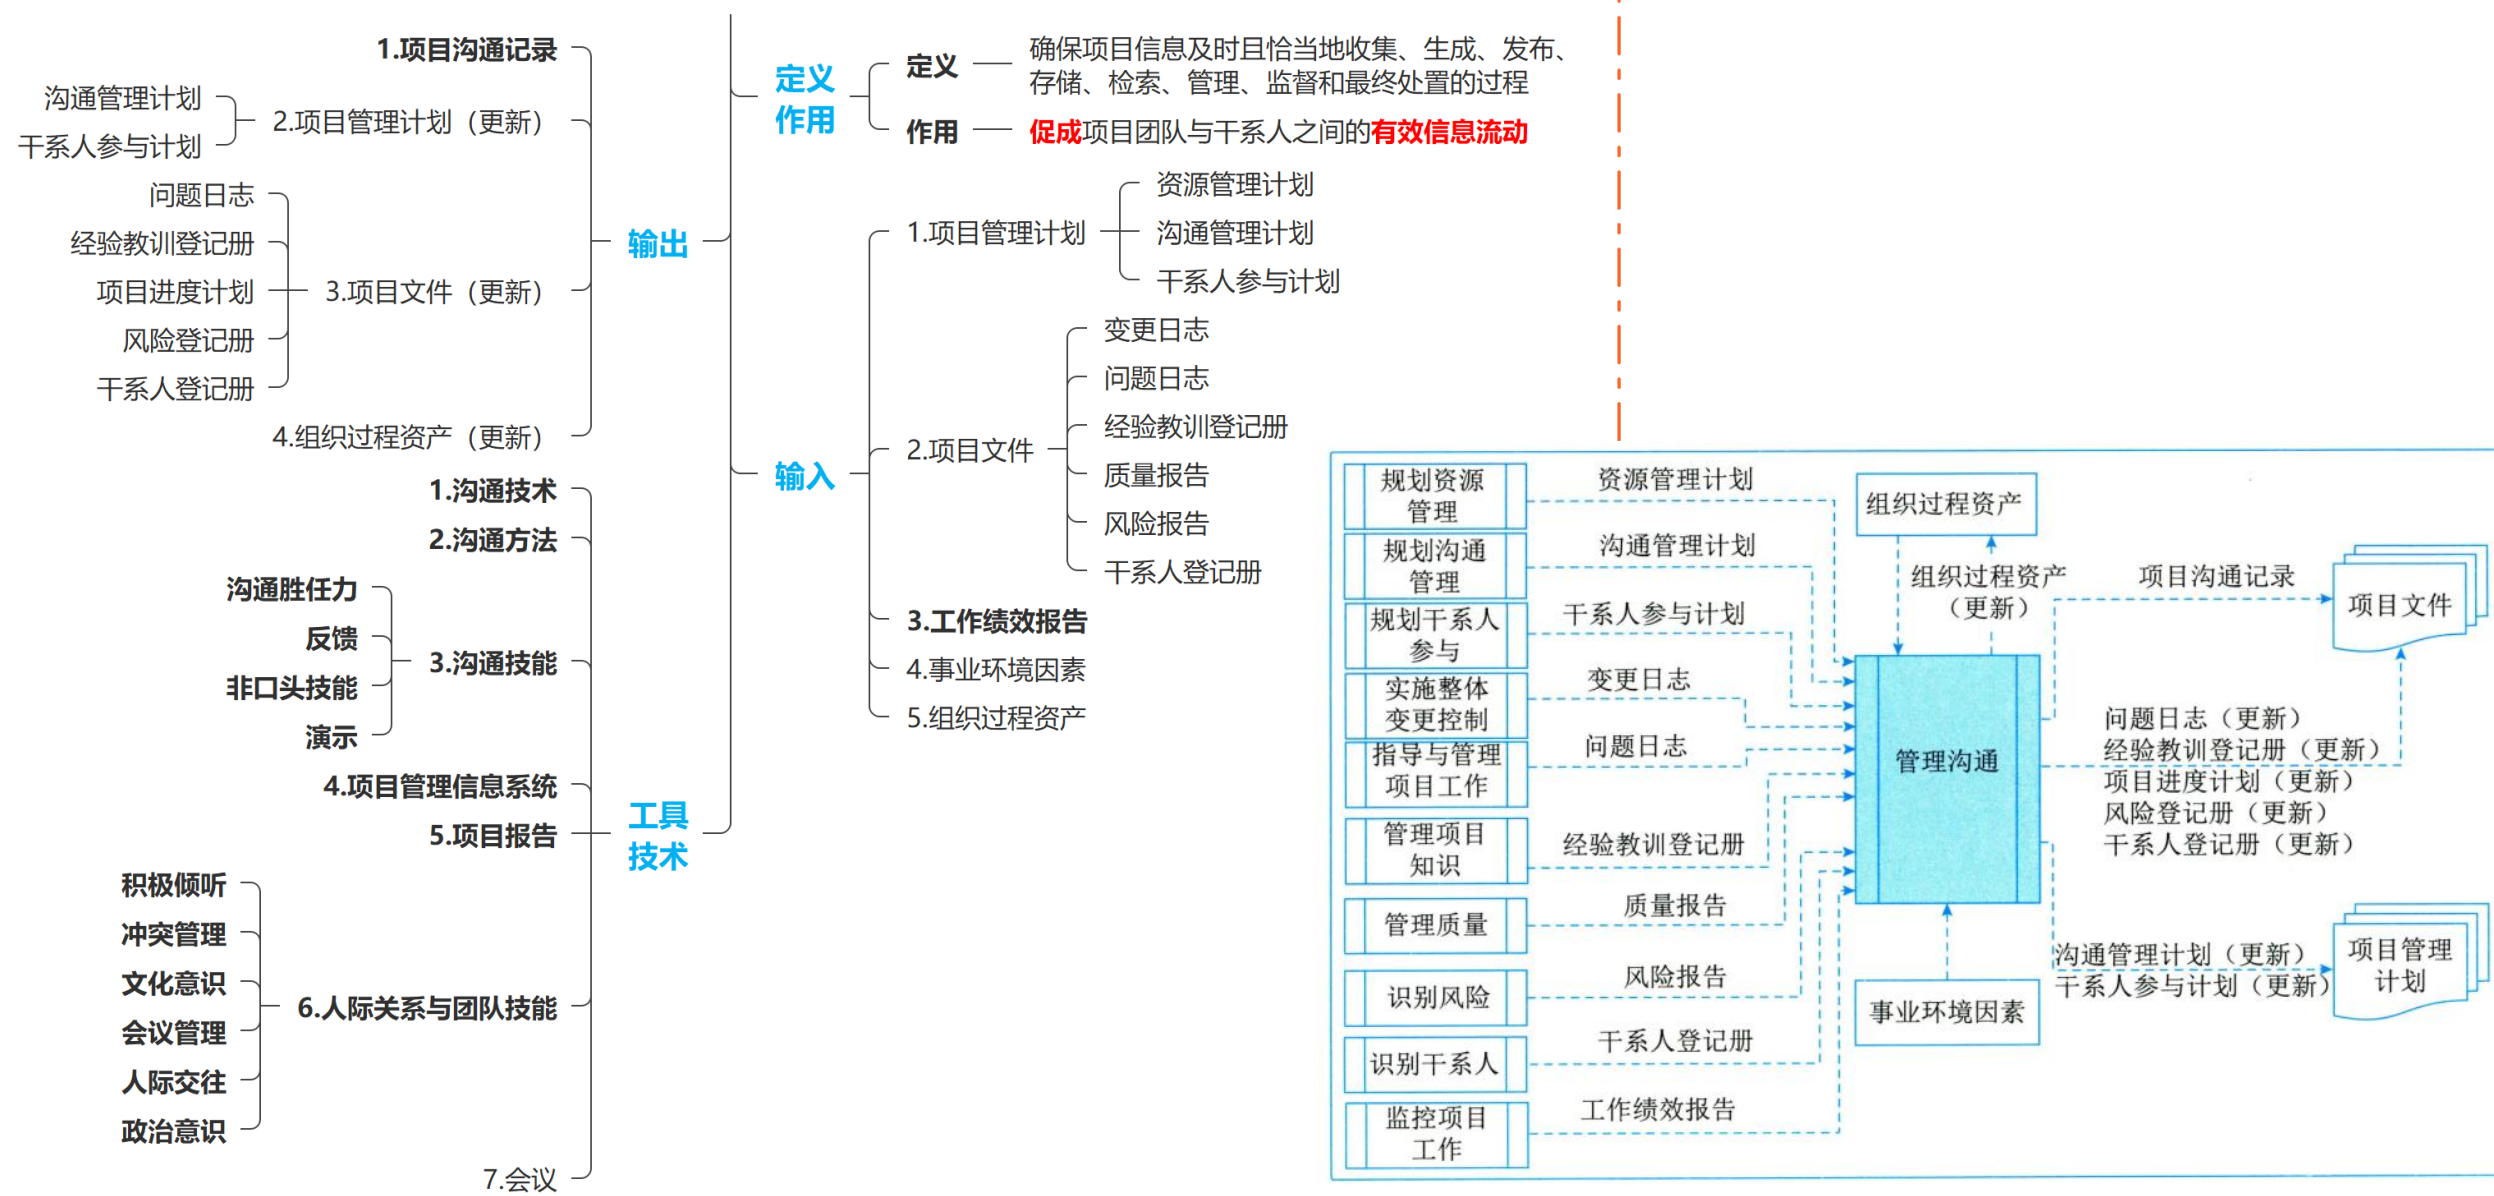 1.项目沟通记录
沟通管理计划
干系人参与计划
2.项目管理计划（更新）
问题日志
经验教训登记册
项目进度计划
风险登记册
干系人登记册
3.项目文件（更新）
4.组织过程资产（更新）
输出
1.沟通技术
2.沟通方法
沟通胜任力
反馈
非口头技能
演示
3.沟通技能
4.项目管理信息系统
5.项目报告
积极倾听
冲突管理
文化意识
会议管理
人际交往
政治意识
6.人际关系与团队技能
7.会议
工具
技术
定义
作用
定义
确保项目信息及时且恰当地收集、生成、发布、
存储、检索、管理、监督和最终处置的过程
作用
促成项目团队与干系人之间的有效信息流动
输入
1.项目管理计划
资源管理计划
沟通管理计划
干系人参与计划
2.项目文件
变更日志
问题日志
经验教训登记册
质量报告
风险报告
干系人登记册
3.工作绩效报告
4.事业环境因素
5.组织过程资产
规划资源
管理
资源管理计划
规划沟通
管理
沟通管理计划
规划干系人
参与
干系人参与计划
实施整体
变更控制
变更日志
指导与管理
项目工作
问题日志
管理项目
知识
经验教训登记册
管理质量
质量报告
识别风险
风险报告
识别干系人
干系人登记册
监控项目
工作
工作绩效报告
组织过程资产
组织过程资产
（更新）
管理沟通
事业环境因素
项目沟通记录
项目文件
问题日志（更新）
经验教训登记册（更新）
项目进度计划（更新）
风险登记册（更新）
干系人登记册（更新）
沟通管理计划（更新）
干系人参与计划（更新）
项目管理
计划